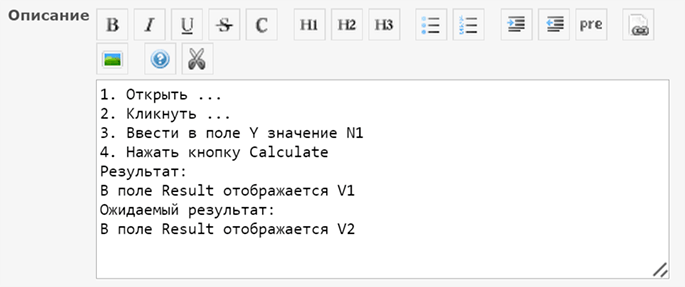 Описание
B I U S C H1 H2 H3 pre
1. Открыть ...
2. Кликнуть ...
3. Ввести в поле Y значение N1
4. Нажать кнопку Calculate
Результат:
В поле Result отображается V1
Ожидаемый результат:
В поле Result отображается V2